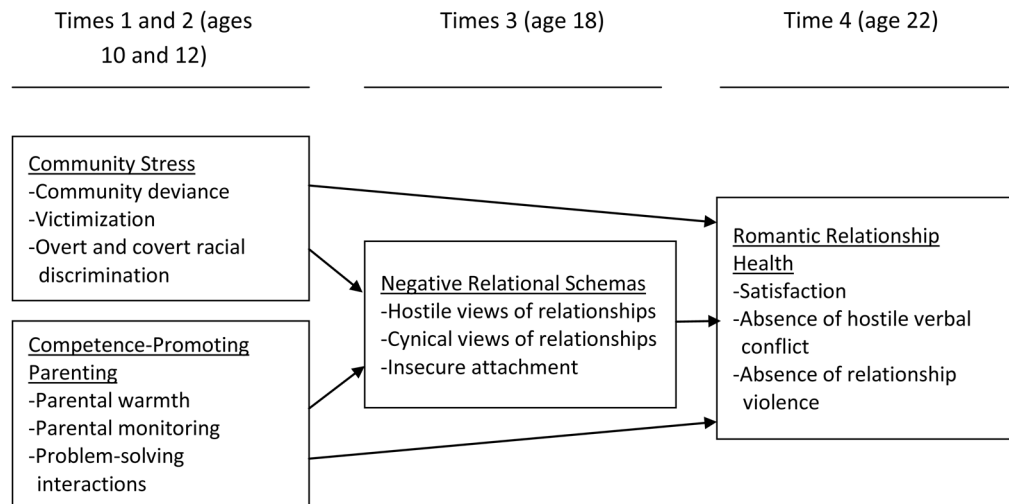 Times 1 and 2 (ages
10 and 12)
Times 3 (age 18)
Time 4 (age 22)
Community Stress
-Community deviance
-Victimization
-Overt and covert racial
discrimination
Competence-Promoting
Parenting
-Parental warmth
-Parental monitoring
-Problem-solving
interactions
Negative Relational Schemas
-Hostile views of relationships
-Cynical views of relationships
-Insecure attachment
Romantic Relationship
Health
-Satisfaction
-Absence of hostile verbal
conflict
-Absence of relationship
violence